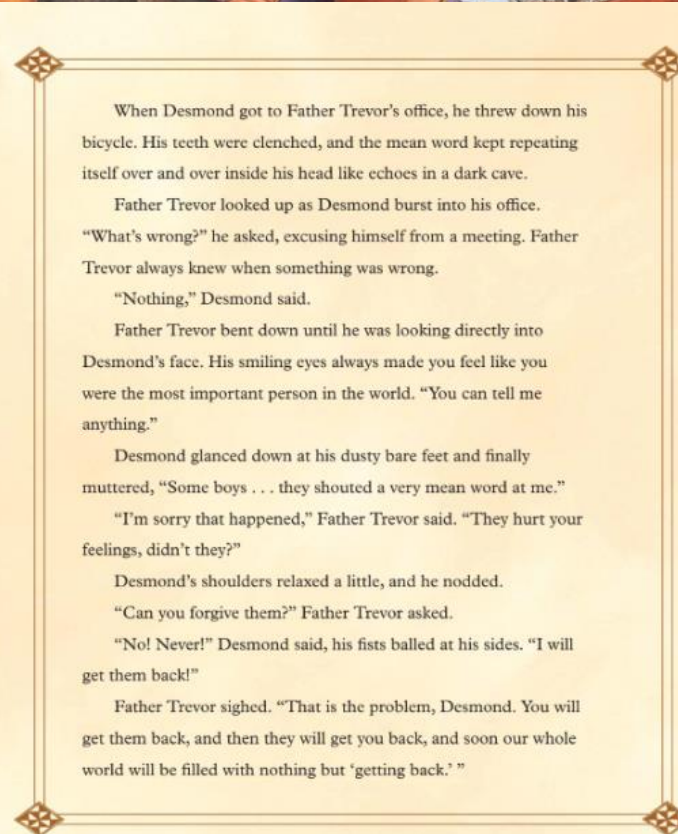 When Desmond got to Father Trevor’s office, he threw down his
bicycle. His teeth were clenched, and the mean word kept repeating
itself over and over inside his head like echoes in a dark cave.
Father Trevor looked up as Desmond burst into his office.
“What’s wrong?” he asked, excusing himself from a meeting. Father
Trevor always knew when something was wrong.
“Nothing,” Desmond said.
Father Trevor bent down until he was looking directly into
Desmond’s face. His smiling eyes always made you feel like you
were the most important person in the world. “You can tell me
anything.”
Desmond glanced down at his dusty bare feet and finally
muttered, “Some boys . . . they shouted a very mean word at me.”
“I’m sorry that happened,” Father Trevor said. “They hurt your
feelings, didn’t they?”
Desmond’s shoulders relaxed a little, and he nodded.
“Can you forgive them?” Father Trevor asked.
“No! Never!” Desmond said, his fists balled at his sides. “I will
get them back!”
Father Trevor sighed. “That is the problem, Desmond. You will
get them back, and then they will get you back, and soon our whole
world will be filled with nothing but ‘getting back.’ ”